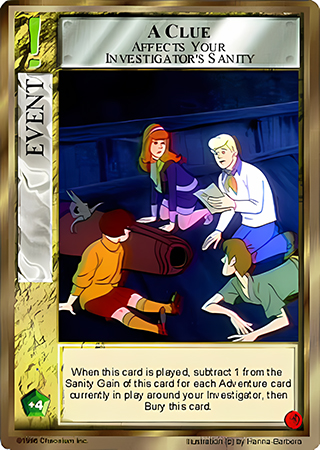 A CLUE
AFFECTS YOUR
INVESTIGATOR'S SANITY
EVENT
When this card is played, subtract 1 from the
Sanity Gain of this card for each Adventure card
currently in play around your Investigator, then
Bury this card.
+4
©1996 Chaosium Inc.
Illustration (c) by Hanna-Barbera